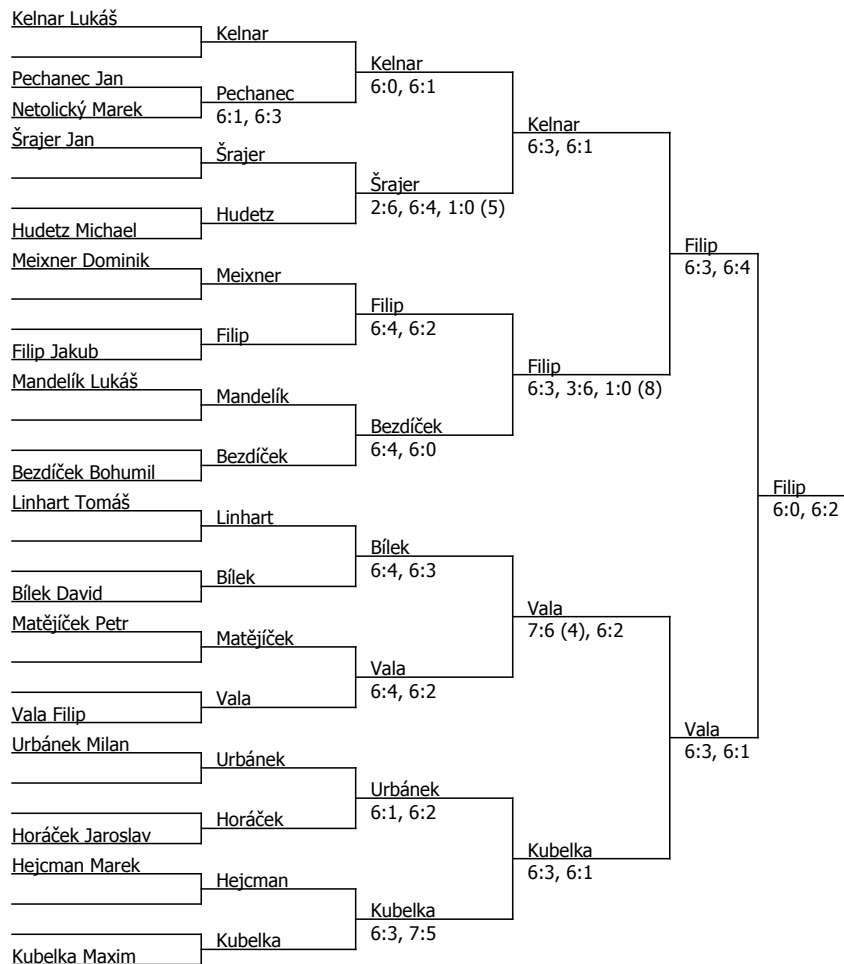 Kelnar Lukáš
Kelnar
Kelnar
6:0, 6:1
Pechanec Jan
Pechanec
6:1, 6:3
Netolický Marek
Kelnar
6:3, 6:1
Šrajer Jan
Šrajer
Šrajer
2:6, 6:4, 1:0 (5)
Hudetz
Hudetz Michael
Filip
6:3, 6:4
Meixner Dominik
Meixner
Filip
6:4, 6:2
Filip
Filip Jakub
Filip
6:3, 3:6, 1:0 (8)
Mandelík Lukáš
Mandelík
Bezdíček
6:4, 6:0
Bezdíček
Bezdíček Bohumil
Filip
6:0, 6:2
Linhart Tomáš
Linhart
Bílek
6:4, 6:3
Bílek
Bílek David
Vala
7:6 (4), 6:2
Matějíček Petr
Matějíček
Vala
6:4, 6:2
Vala
Vala Filip
Vala
6:3, 6:1
Urbánek Milan
Urbánek
Urbánek
6:1, 6:2
Horáček
Horáček Jaroslav
Kubelka
6:3, 6:1
Hejcman Marek
Hejcman
Kubelka
6:3, 7:5
Kubelka
Kubelka Maxim